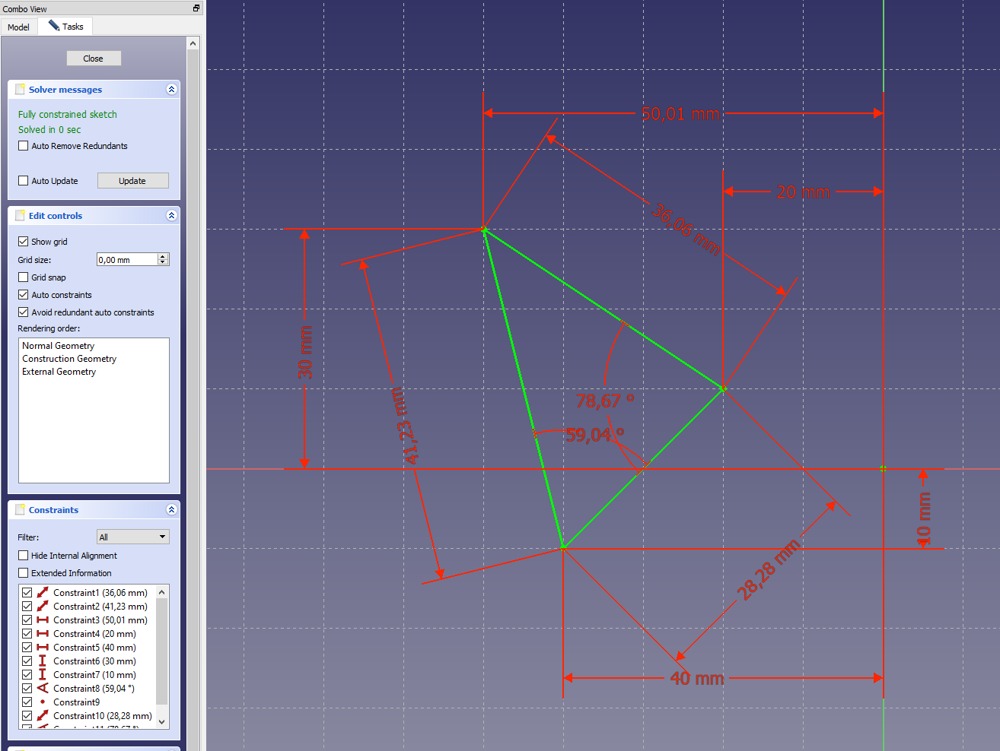 Combo View
Model
Tasks
Close
Solver messages
Fully constrained sketch
Solved in 0 sec
Auto Remove Redundants
Auto Update
Update
Edit controls
Show grid
Grid size:
0,00 mm
Grid snap
Auto constraints
Avoid redundant auto constraints
Rendering order:
Normal Geometry
Construction Geometry
External Geometry
Constraints
Filter:
All
Hide Internal Alignment
Extended Information
Constraint1 (36,06 mm)
Constraint2 (41,23 mm)
Constraint3 (50,01 mm)
Constraint4 (20 mm)
Constraint5 (40 mm)
Constraint6 (30 mm)
Constraint7 (10 mm)
Constraint8 (59,04 °)
Constraint9
Constraint10 (28,28 mm)
Constraint11 (78,67 °)
50,01 mm
20 mm
36,06 mm
30 mm
78,67 °
41,23 mm
59,04 °
10 mm
28,28 mm
40 mm